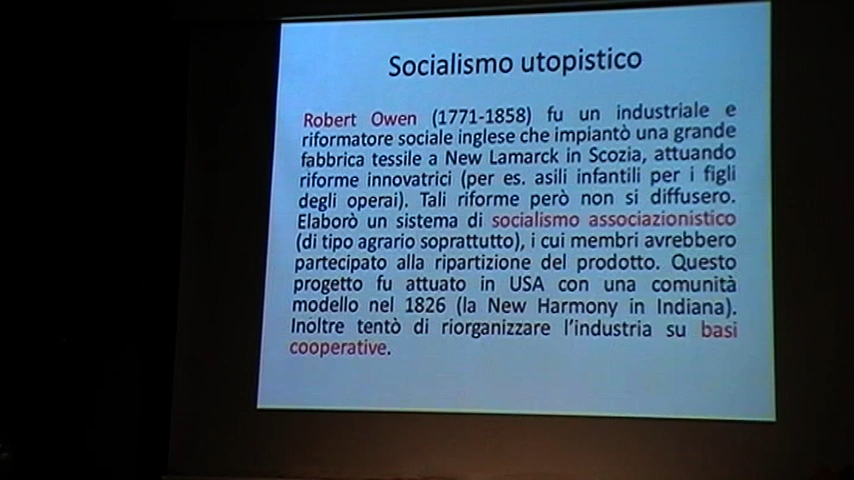 Socialismo utopistico
Robert Owen (1771-1858) fu un industriale e
riformatore sociale inglese che impiantò una grande
fabbrica tessile a New Lamarck in Scozia, attuando
riforme innovatrici (per es. asili infantili per i figli
degli operai). Tali riforme però non si diffusero.
Elaborò un sistema di socialismo associazionistico
(di tipo agrario soprattutto), i cui membri avrebbero
partecipato alla ripartizione del prodotto. Questo
progetto fu attuato in USA con una comunità
modello nel 1826 (la New Harmony in Indiana).
Inoltre tentò di riorganizzare l'industria su basi
cooperative.